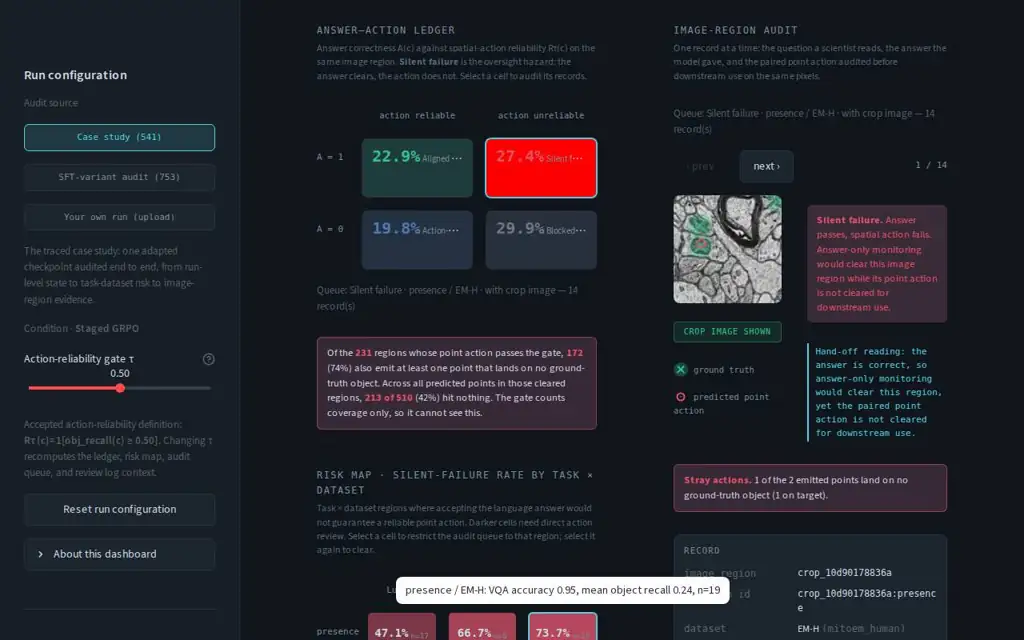 Run configuration
Audit source
Case study (541)
SFT-variant audit (753)
Your own run (upload)
The traced case study: one adapted
checkpoint audited end to end, from run-
level state to task-dataset risk to image-
region evidence.
Condition · Staged GRPO
Action-reliability gate τ
0.50
Accepted action-reliability definition:
Rτ(c)=1[obj_recall(c) ≥ 0.50]. Changing τ
recomputes the ledger, risk map, audit
queue, and review log context.
Reset run configuration
About this dashboard
ANSWER–ACTION LEDGER
Answer correctness A(c) against spatial-action reliability Rτ(c) on the
same image region. Silent failure is the oversight hazard: the
answer clears, the action does not. Select a cell to audit its records.
action reliable action unreliable
A = 1 22.9% Aligned ··· 27.4% Silent f···
A = 0 19.8% Action-··· 29.9% Blocked···
Queue: Silent failure · presence / EM-H · with crop image — 14
record(s)
Of the 231 regions whose point action passes the gate, 172
(74%) also emit at least one point that lands on no ground-
truth object. Across all predicted points in those cleared
regions, 213 of 510 (42%) hit nothing. The gate counts
coverage only, so it cannot see this.
RISK MAP · SILENT-FAILURE RATE BY TASK ×
DATASET
Task × dataset regions where accepting the language answer would
not guarantee a reliable point action. Darker cells need direct action
review. Select a cell to restrict the audit queue to that region; select it
again to clear.
presence / EM-H: VQA accuracy 0.95, mean object recall 0.24, n=19
presence 47.1% n=17 66.7% 73.7%
IMAGE-REGION AUDIT
One record at a time: the question a scientist reads, the answer the
model gave, and the paired point action audited before
downstream use on the same pixels.
Queue: Silent failure · presence / EM-H · with crop image — 14
record(s)
‹ prev next › 1 / 14
Silent failure. Answer
passes, spatial action fails.
Answer-only monitoring
would clear this image
region while its point action
is not cleared for
downstream use.
CROP IMAGE SHOWN
ground truth
predicted point
action
Hand-off reading: the
answer is correct, so
answer-only monitoring
would clear this region,
yet the paired point
action is not cleared
for downstream use.
Stray actions. 1 of the 2 emitted points land on no
ground-truth object (1 on target).
RECORD
image region crop_10d90178836a
id crop_10d90178836a:presenc
e
dataset EM-H (mitoem_human)